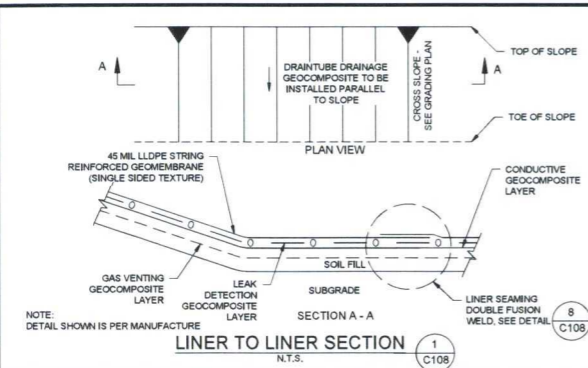 TOP OF SLOPE
A
A
DRAINTUBE DRAINAGE
GEOCOMPOSITE TO BE
INSTALLED PARALLEL
TO SLOPE
CROSS SLOPE -
SEE GRADING PLAN
TOE OF SLOPE
PLAN VIEW
45 MIL LLDPE STRING
REINFORCED GEOMEMBRANE
(SINGLE SIDED TEXTURE)
CONDUCTIVE
GEOCOMPOSITE
LAYER
SOIL FILL
GAS VENTING
GEOCOMPOSITE
LAYER
LEAK
DETECTION
GEOCOMPOSITE
LAYER
SUBGRADE
LINER SEAMING
DOUBLE FUSION
WELD, SEE DETAIL
8
C108
NOTE:
DETAIL SHOWN IS PER MANUFACTURE
SECTION A - A
LINER TO LINER SECTION
N.T.S.
1
C108